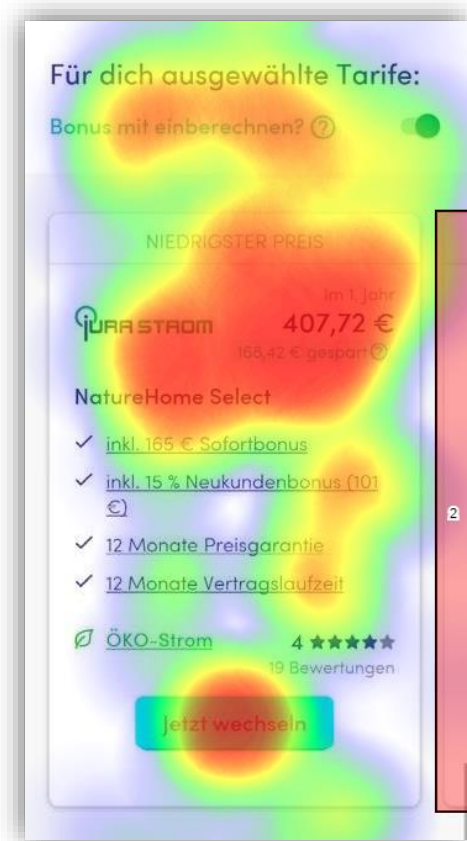 Für dich ausgewählte Tarife:
Bonus mit einberechnen? ?
NIEDRIGSTER PREIS
im 1. Jahr
JURA STROM
407,72 €
168,42 € gespart ?
NatureHome Select
inkl. 165 € Sofortbonus
inkl. 15 % Neukundenbonus (101
€)
12 Monate Preisgarantie
12 Monate Vertragslaufzeit
ÖKO-Strom
4
19 Bewertungen
Jetzt wechseln
2